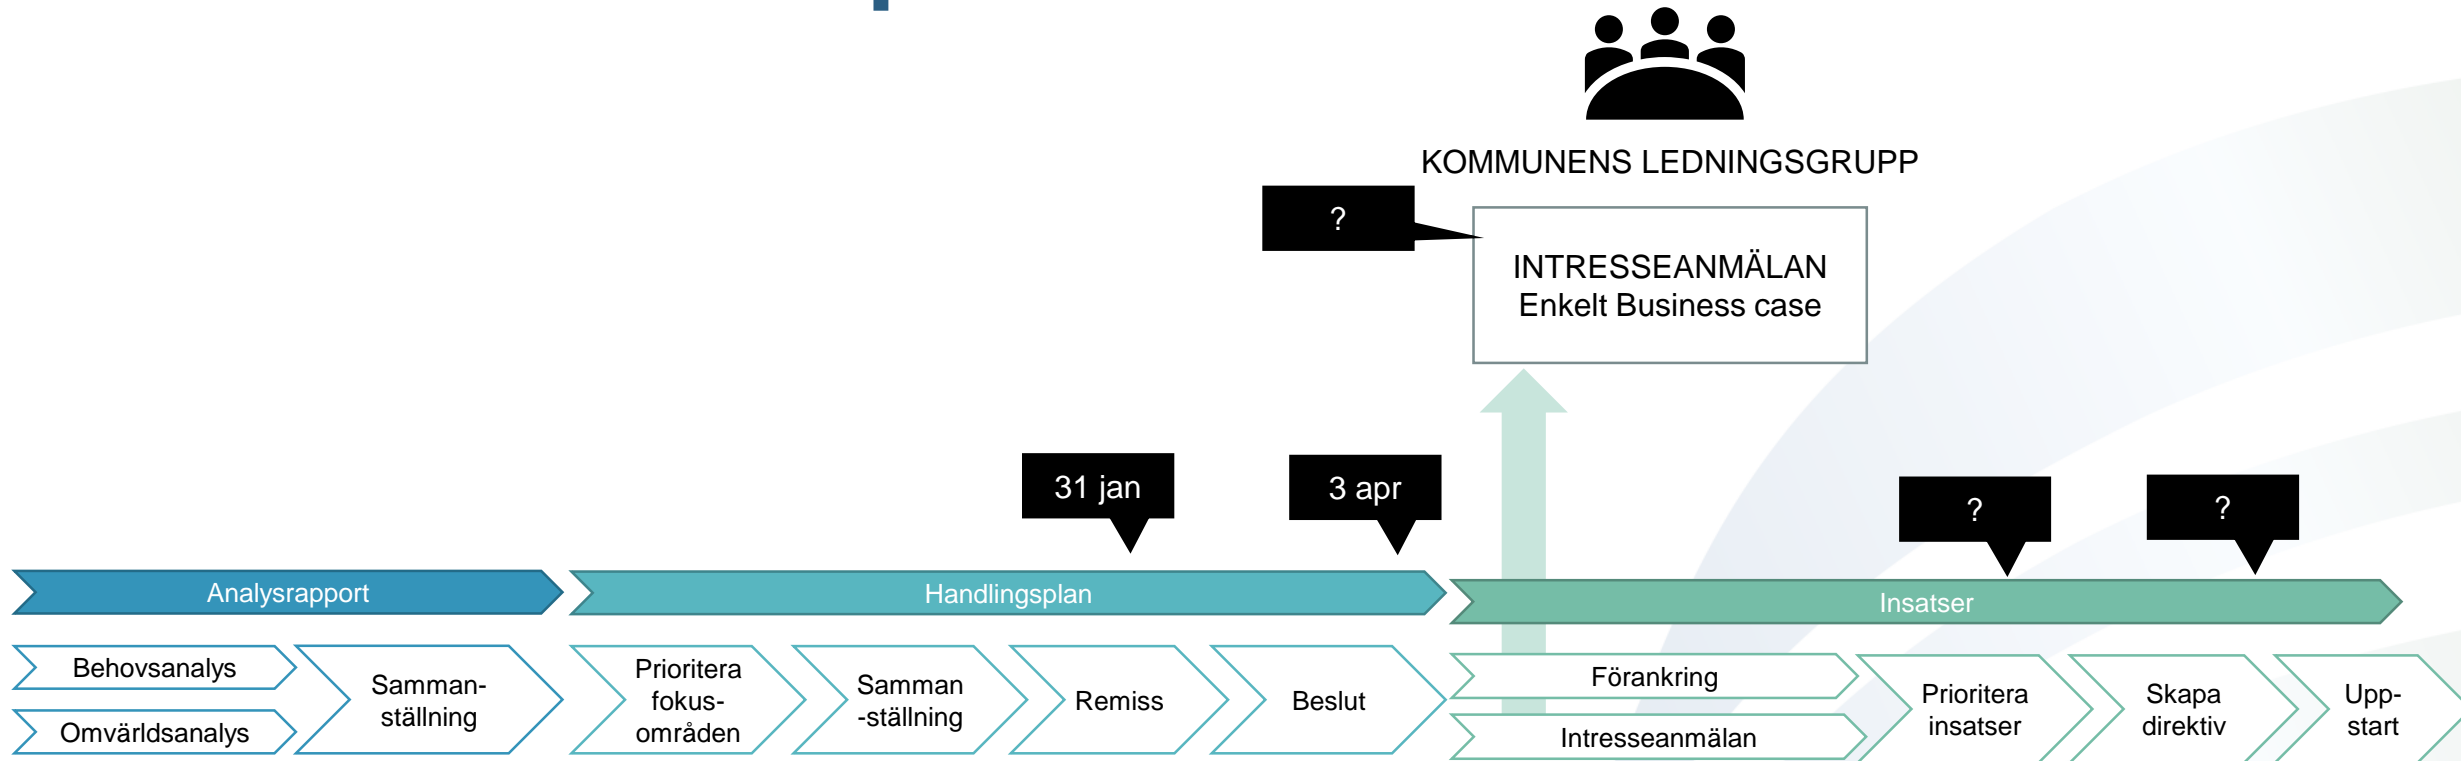 KOMMUNENS LEDNINGSGRUPP
?
INTRESSEANMÄLAN
Enkelt Business case
31 jan
3 apr
?
?
Analysrapport
Handlingsplan
Insatser
Behovsanalys
Omvärldsanalys
Samman-
ställning
Prioritera
fokus-
områden
Samman
-ställning
Remiss
Beslut
Förankring
Intresseanmälan
Prioritera
insatser
Skapa
direktiv
Upp-
start